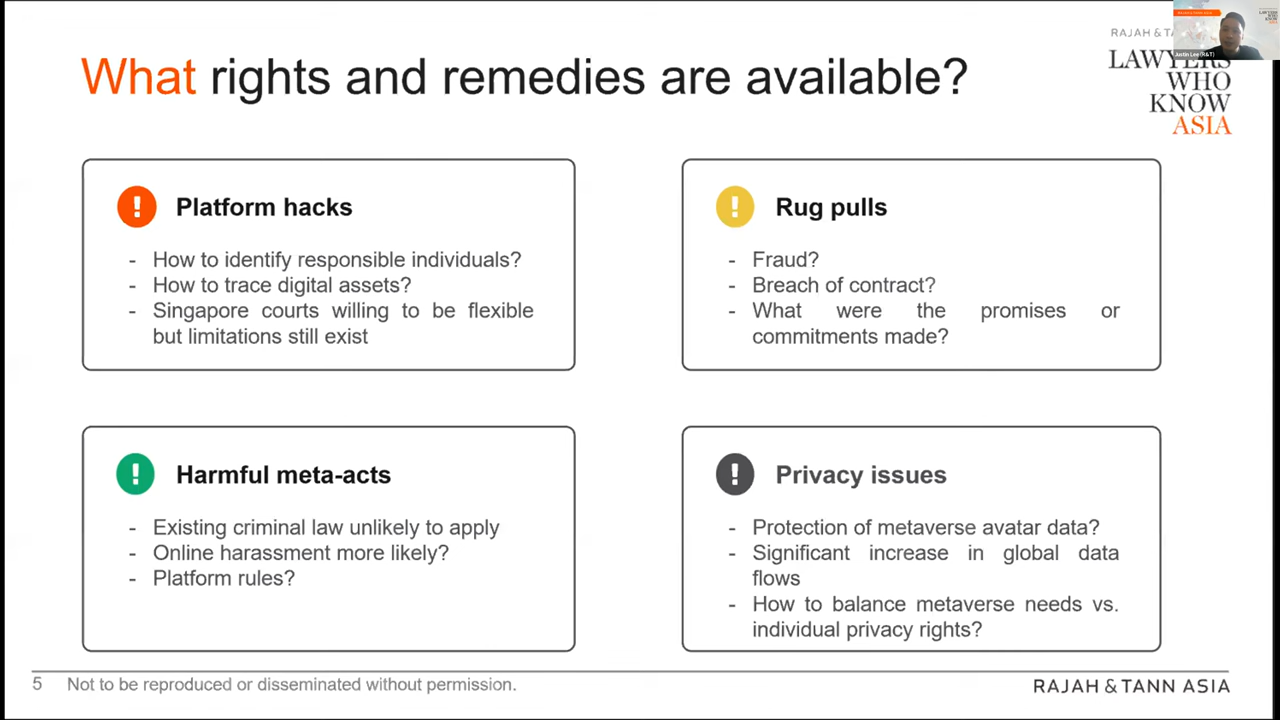 What rights and remedies are available?
RAJAH & T
LAWYERS
WHO
KNOW
ASIA
Justin Lee (R&T)
Platform hacks
- How to identify responsible individuals?
- How to trace digital assets?
- Singapore courts willing to be flexible
but limitations still exist
Rug pulls
- Fraud?
- Breach of contract?
- What were the promises or
commitments made?
Harmful meta-acts
- Existing criminal law unlikely to apply
- Online harassment more likely?
- Platform rules?
Privacy issues
- Protection of metaverse avatar data?
- Significant increase in global data
flows
- How to balance metaverse needs vs.
individual privacy rights?
5 Not to be reproduced or disseminated without permission.
RAJAH & TANN ASIA